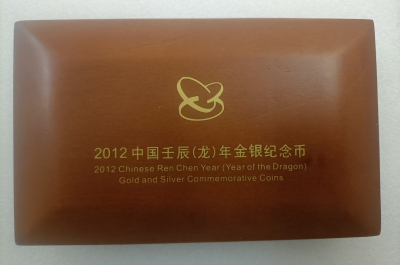 2012 中国壬辰(龙)年金银纪念币
2012 Chinese Ren Chen Year (Year of the Dragon)
Gold and Silver Commemorative Coins